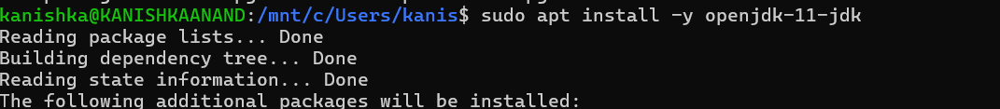 kanishka@KANISHKAANAND:/mnt/c/Users/kanis$ sudo apt install -y openjdk-11-jdk
Reading package lists... Done
Building dependency tree... Done
Reading state information... Done
The following additional packages will be installed: